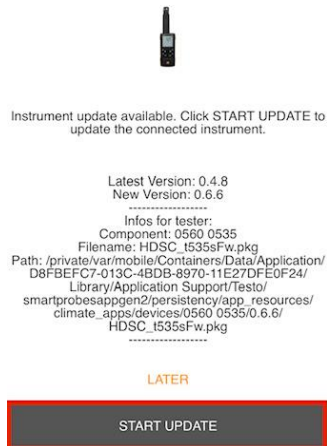 Instrument update available. Click START UPDATE to
update the connected instrument.
Latest Version: 0.4.8
New Version: 0.6.6
------------------
Infos for tester:
Component: 0560 0535
Filename: HDSC_t535sFw.pkg
Path: /private/var/mobile/Containers/Data/Application/
D8FBEFC7-013C-4BDB-8970-11E27DFE0F24/
Library/Application Support/Testo/
smartprobesappgen2/persistency/app_resources/
climate_apps/devices/0560 0535/0.6.6/
HDSC_t535sFw.pkg
------------------
LATER
START UPDATE